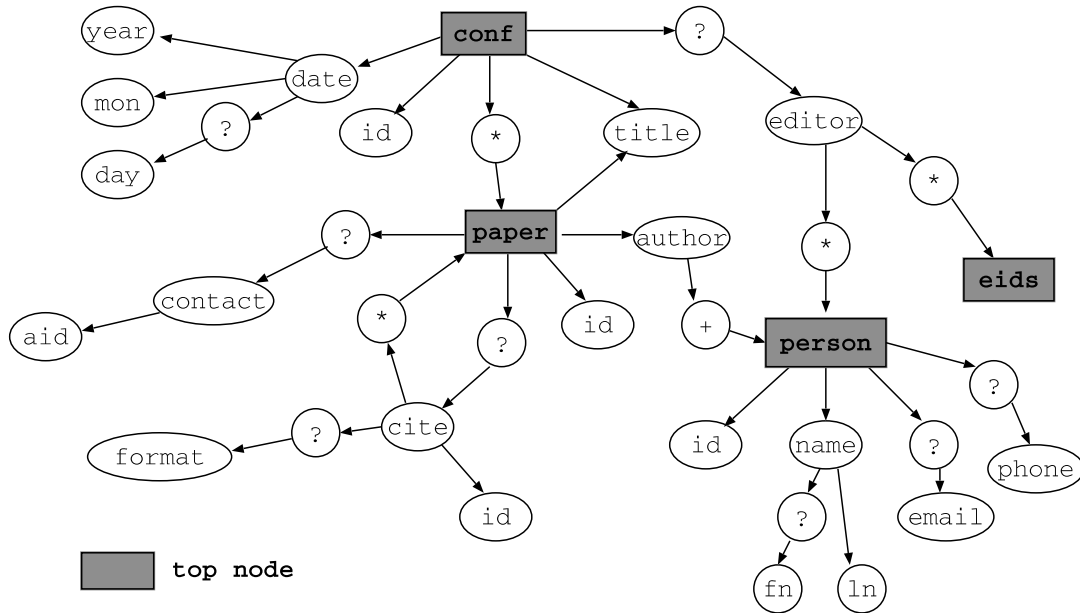 year
conf
?
date
mon
?
id
*
title
editor
day
*
?
paper
author
*
eids
contact
*
id
+
aid
?
person
?
format
?
cite
id
name
?
phone
id
?
email
fn
ln
top node